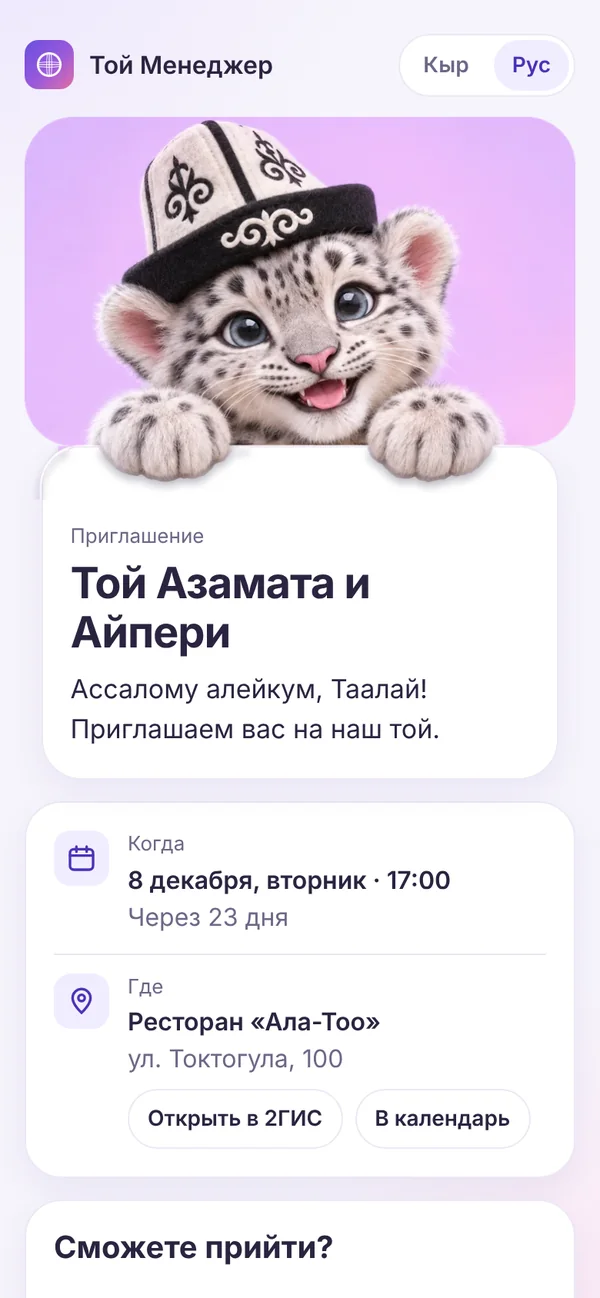 Той Менеджер
Кыр Рус
Приглашение
Той Азамата и
Айпери
Ассалому алейкум, Таалай!
Приглашаем вас на наш той.
Когда
8 декабря, вторник · 17:00
Через 23 дня
Где
Ресторан «Ала-Тоо»
ул. Токтогула, 100
Открыть в 2ГИС В календарь
Сможете прийти?